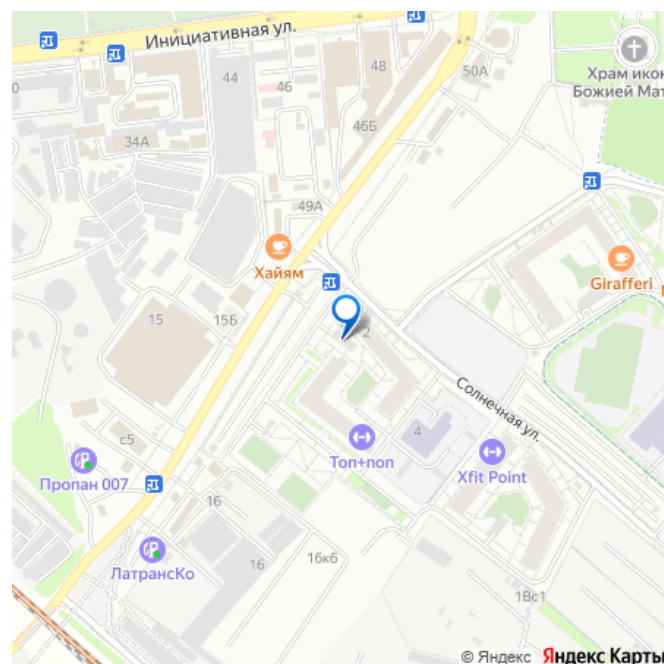 Инициативная ул.
44
46
48
50А
Храм икон
Божией Мат
46Б
34А
49А
Хайям
Girafferi
15
15Б
2
Солнечная ул.
4
с5
Топ+поп
Xfit Point
Пропан 007
16
ЛатрансКо
16
16к6
1Вс1
© Яндекс Яндекс Карты